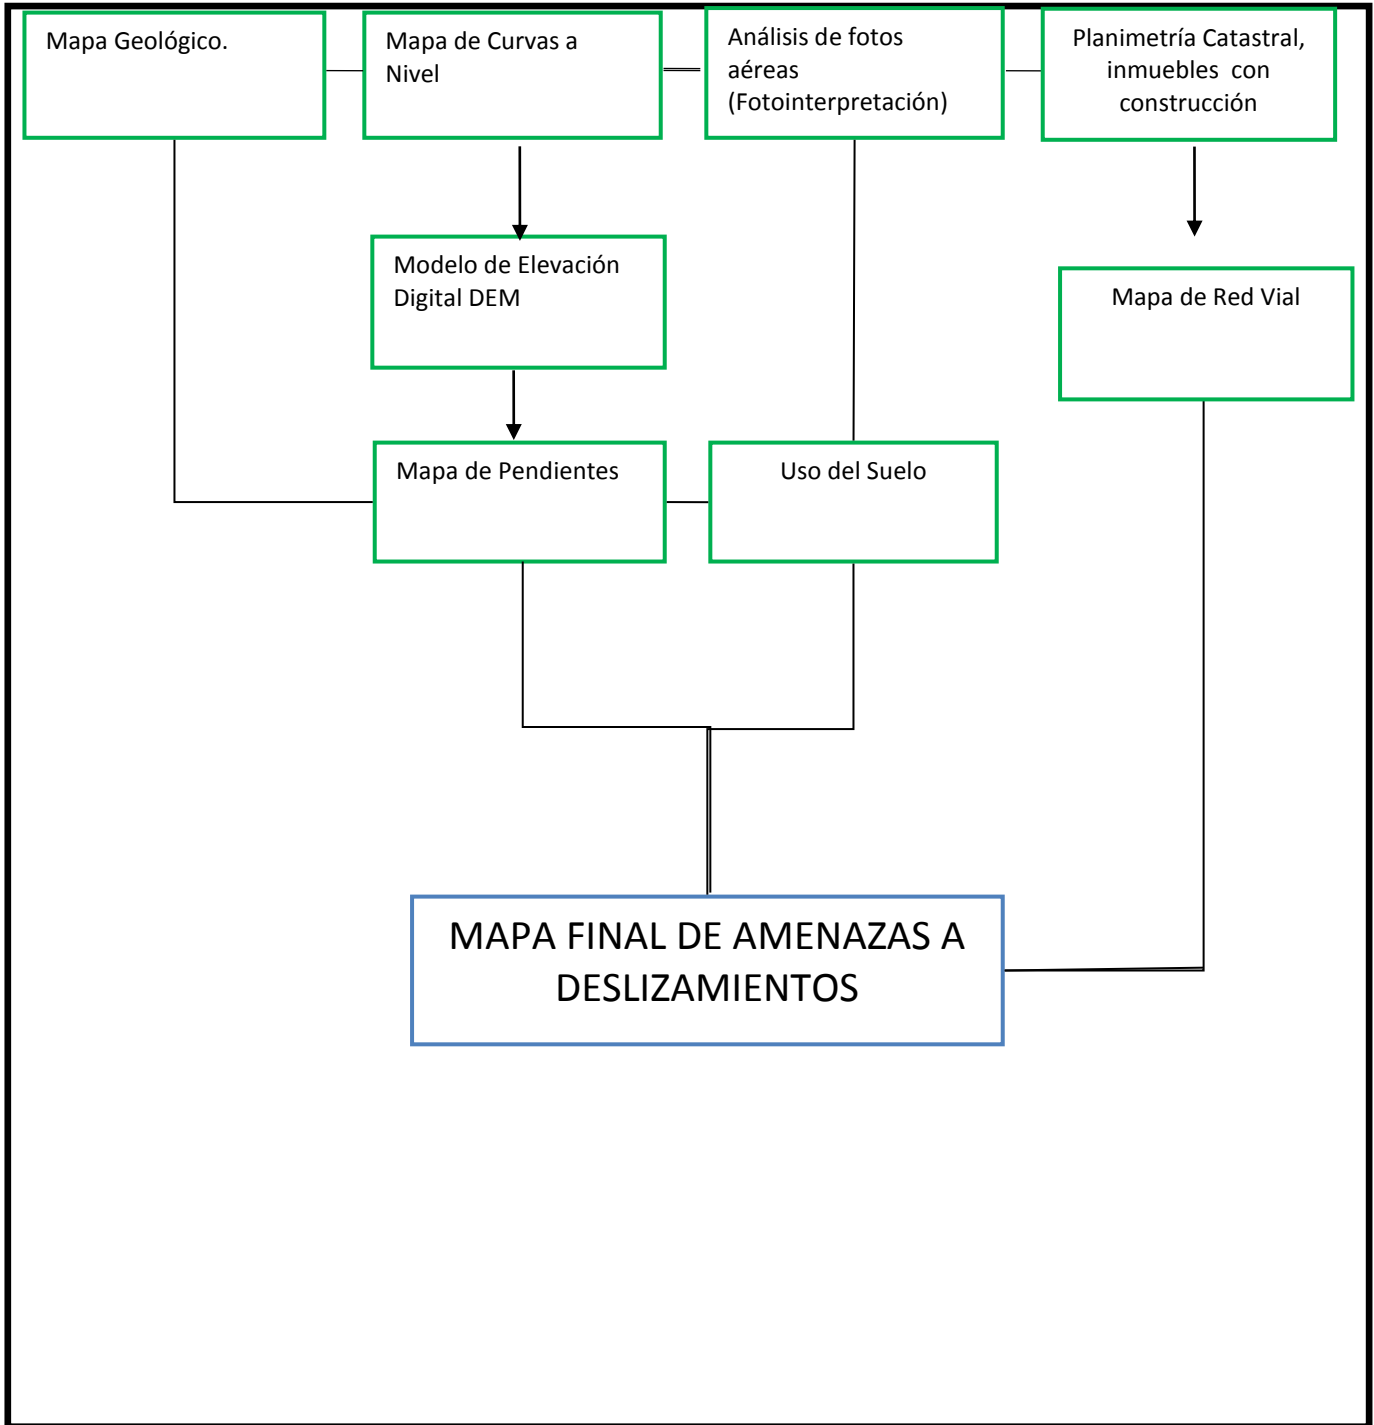 Mapa Geológico.
Mapa de Curvas a
Nivel
Análisis de fotos
aéreas
(Fotointerpretación)
Planimetría Catastral,
inmuebles con
construcción
Modelo de Elevación
Digital DEM
Mapa de Red Vial
Mapa de Pendientes
Uso del Suelo
MAPA FINAL DE AMENAZAS A
DESLIZAMIENTOS